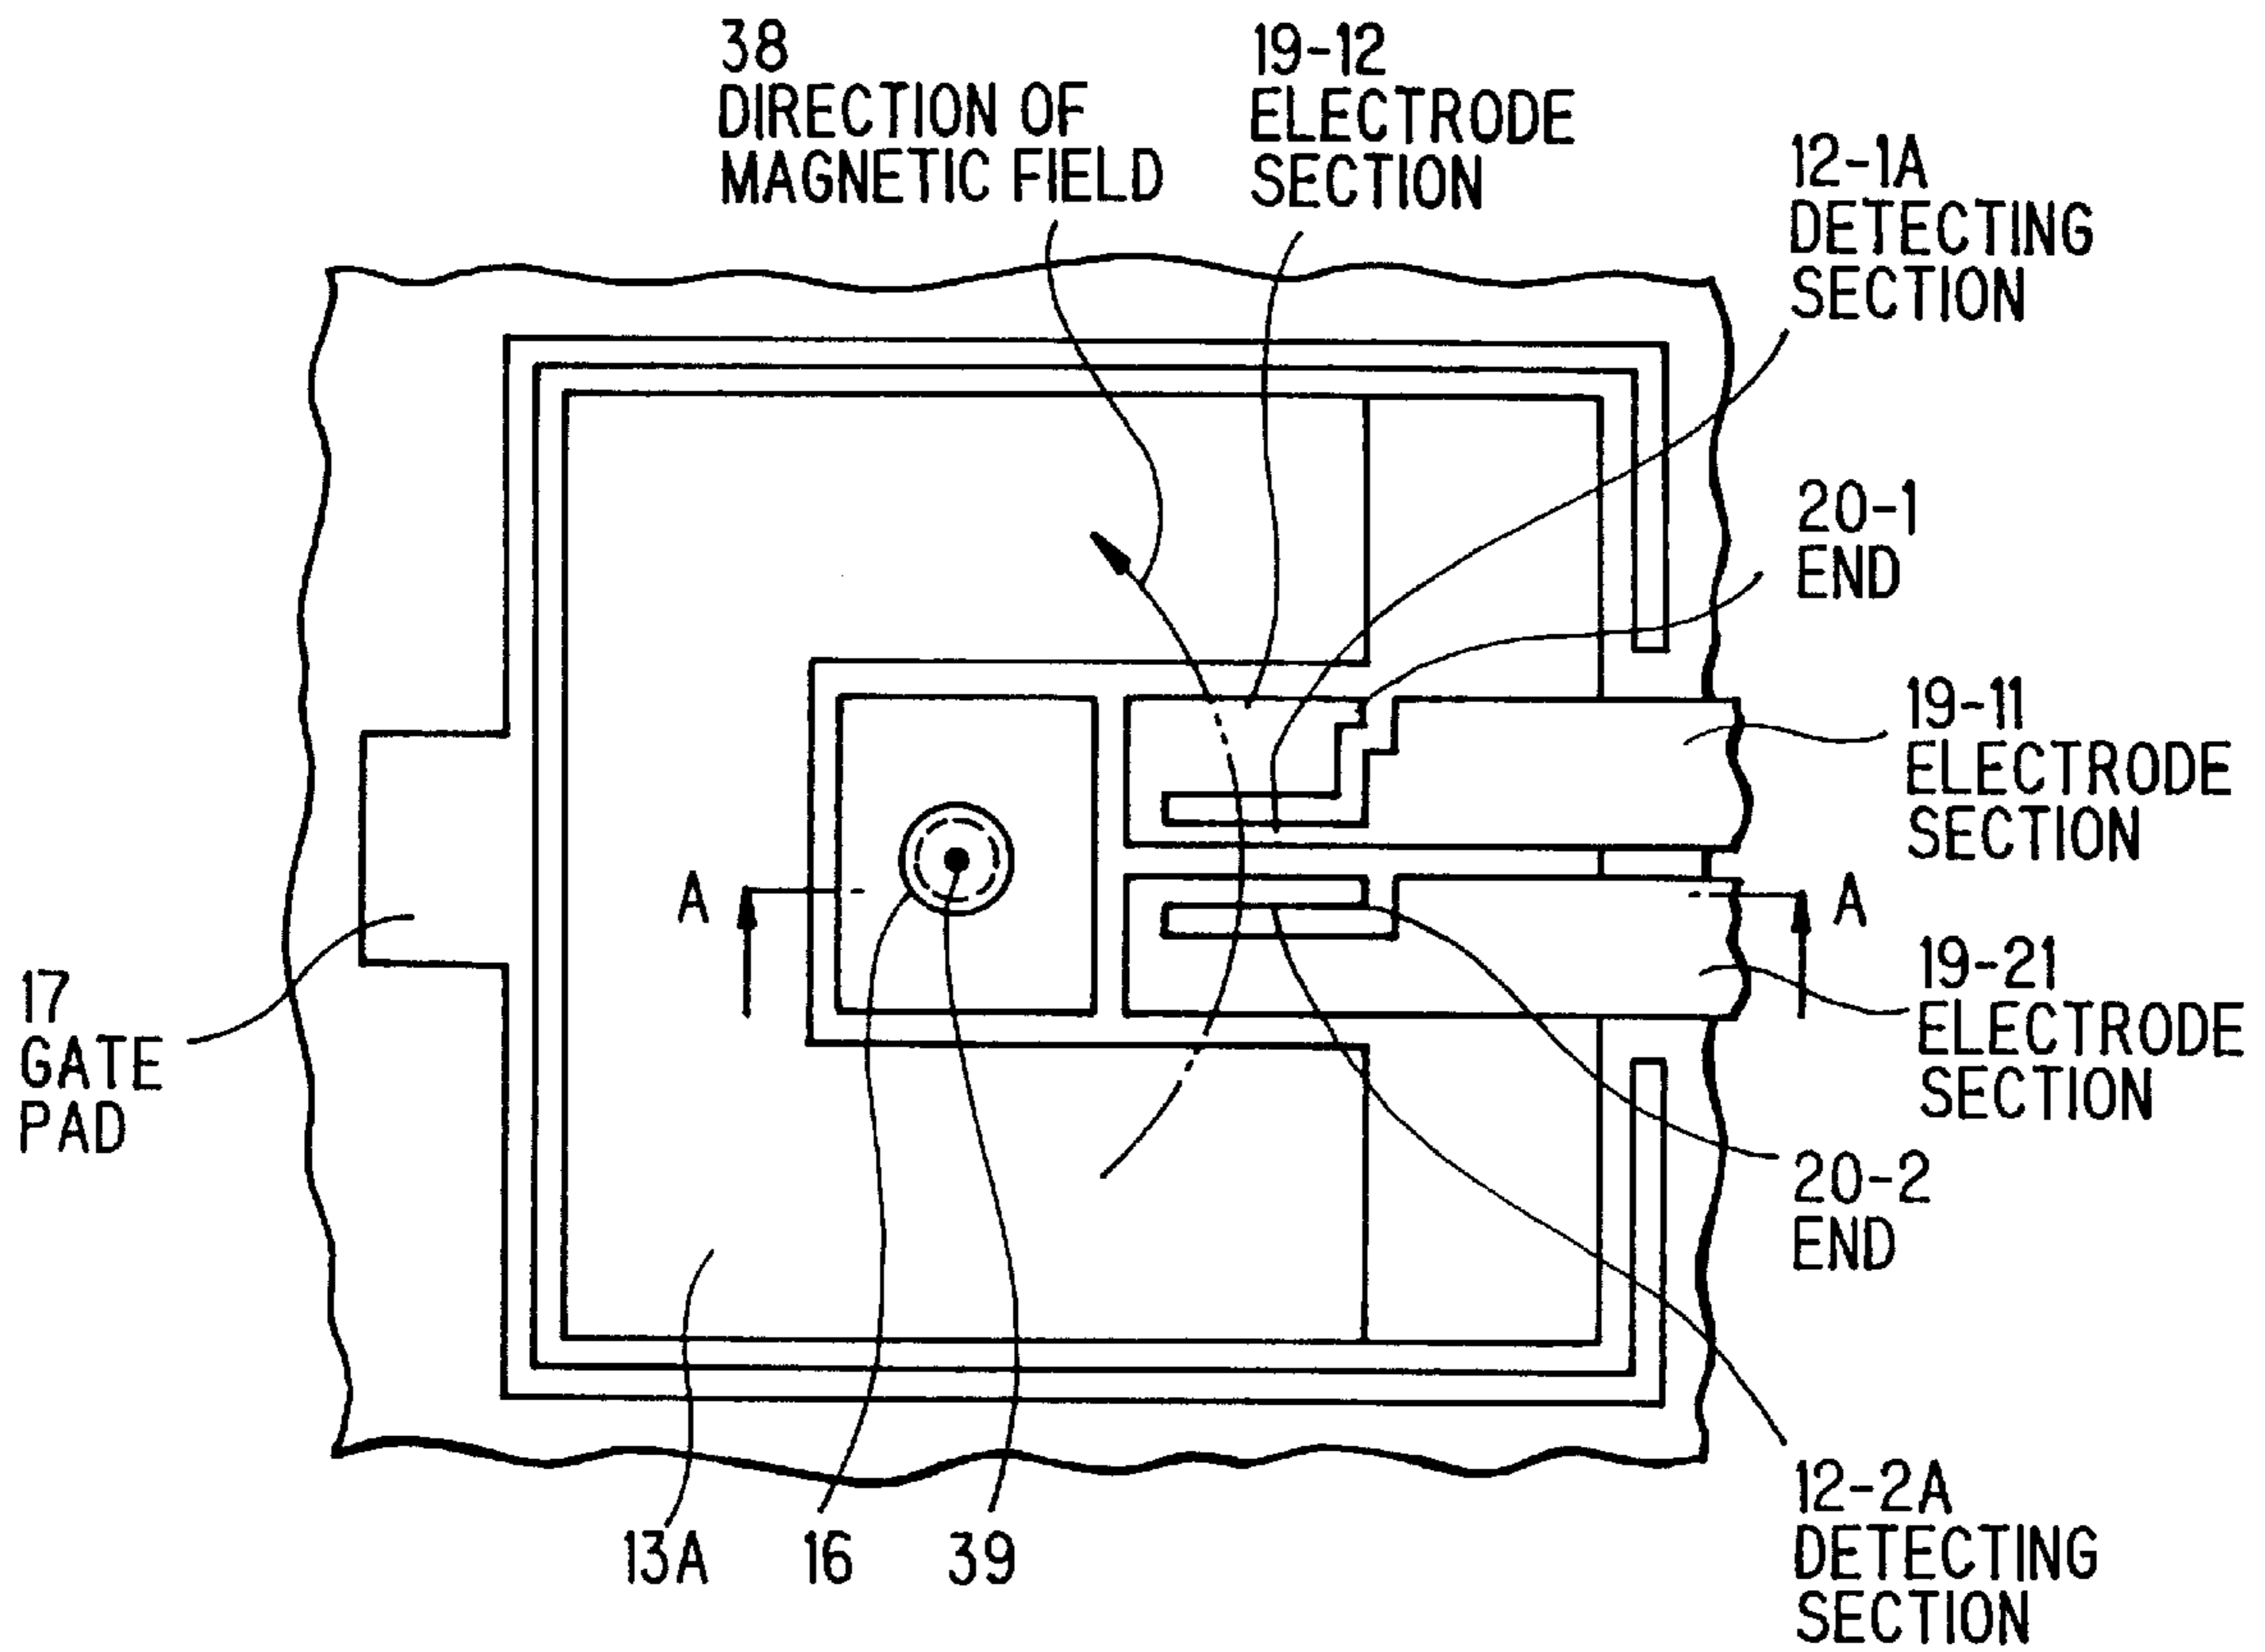 38
DIRECTION OF
MAGNETIC FIELD
19-12
ELECTRODE
SECTION
12-1A
DETECTING
SECTION
20-1
END
19-11
ELECTRODE
SECTION
A
A
19-21
ELECTRODE
SECTION
17
GATE
PAD
20-2
END
12-2A
DETECTING
SECTION
13A
16
39